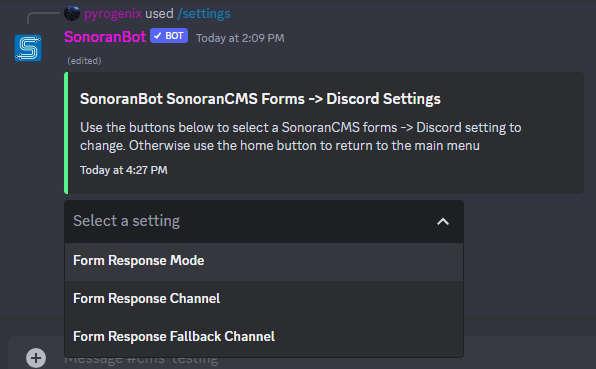 pyrogenix used /settings
SonoranBot ✓ BOT Today at 2:09 PM
(edited)
SonoranBot SonoranCMS Forms -> Discord Settings
Use the buttons below to select a SonoranCMS forms -> Discord setting to
change. Otherwise use the home button to return to the main menu
Today at 4:27 PM
Select a setting
Form Response Mode
Form Response Channel
Form Response Fallback Channel
Message #cms testing